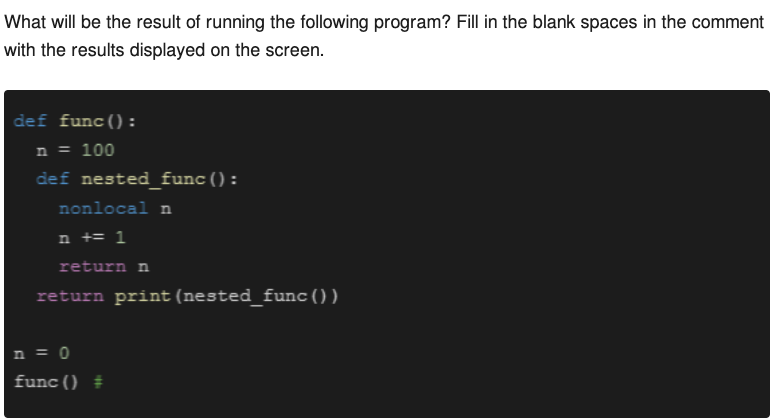 What will be the result of running the following program? Fill in the blank spaces in the comment
with the results displayed on the screen.
def func():
  n = 100
  def nested_func():
    nonlocal n
    n += 1
    return n
  return print(nested_func())
n = 0
func() #